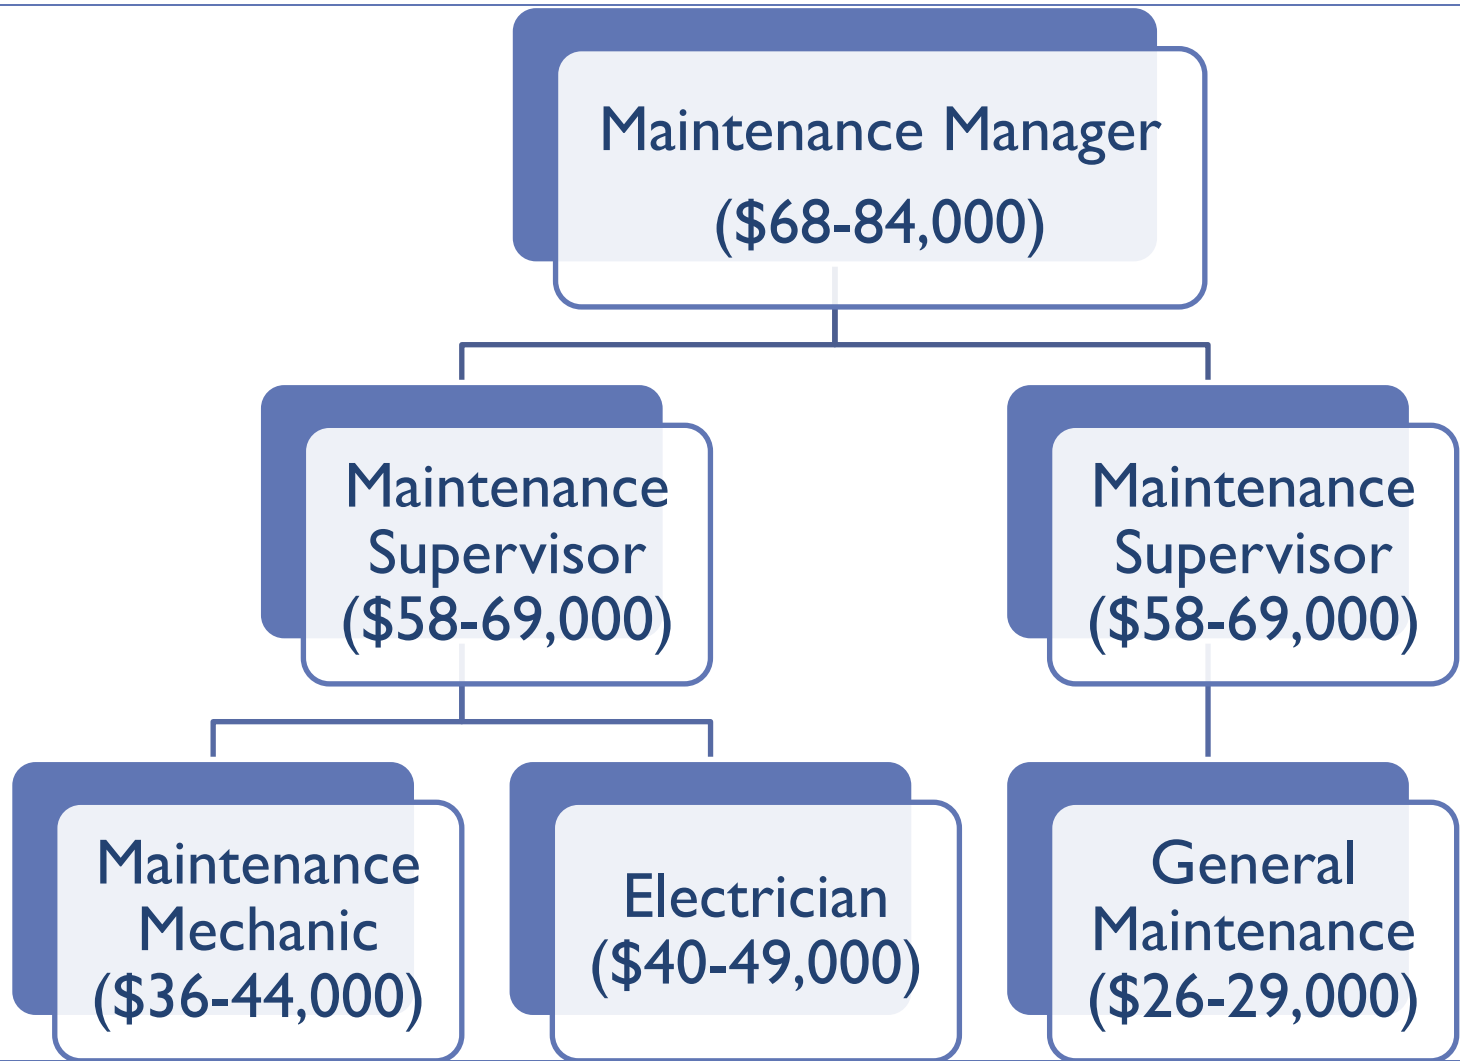 Maintenance Manager
($68-84,000)
Maintenance
Supervisor
($58-69,000)
Maintenance
Supervisor
($58-69,000)
Maintenance
Mechanic
($36-44,000)
Electrician
($40-49,000)
General
Maintenance
($26-29,000)